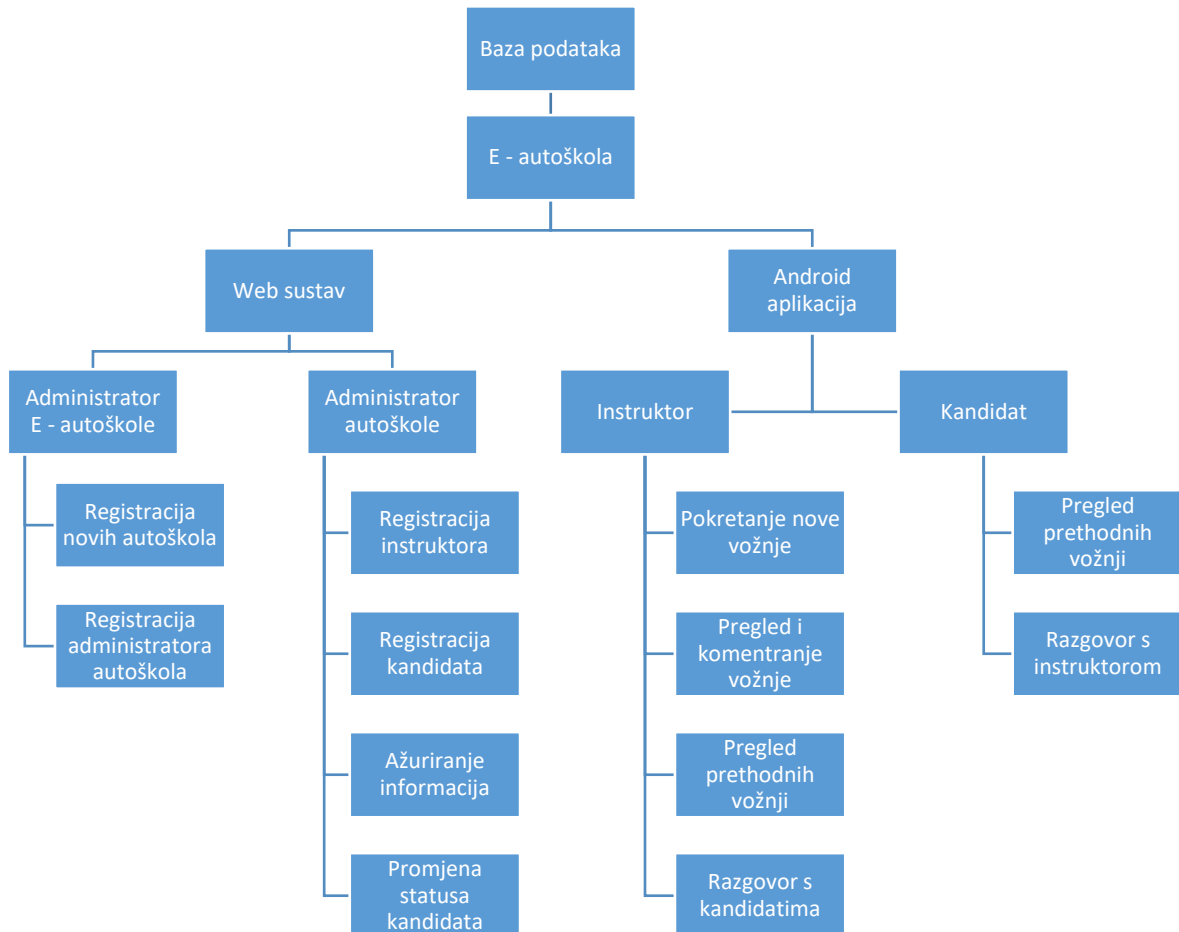 Baza podataka
E - autoškola
Web sustav
Android
aplikacija
Administrator
E - autoškole
Administrator
autoškole
Instruktor
Kandidat
Registracija
novih autoškola
Registracija
administratora
autoškola
Registracija
instruktora
Registracija
kandidata
Ažuriranje
informacija
Promjena
statusa
kandidata
Pokretanje nove
vožnje
Pregled i
komentranje
vožnje
Pregled
prethodnih
vožnji
Razgovor s
kandidatima
Pregled
prethodnih
vožnji
Razgovor s
instruktorom